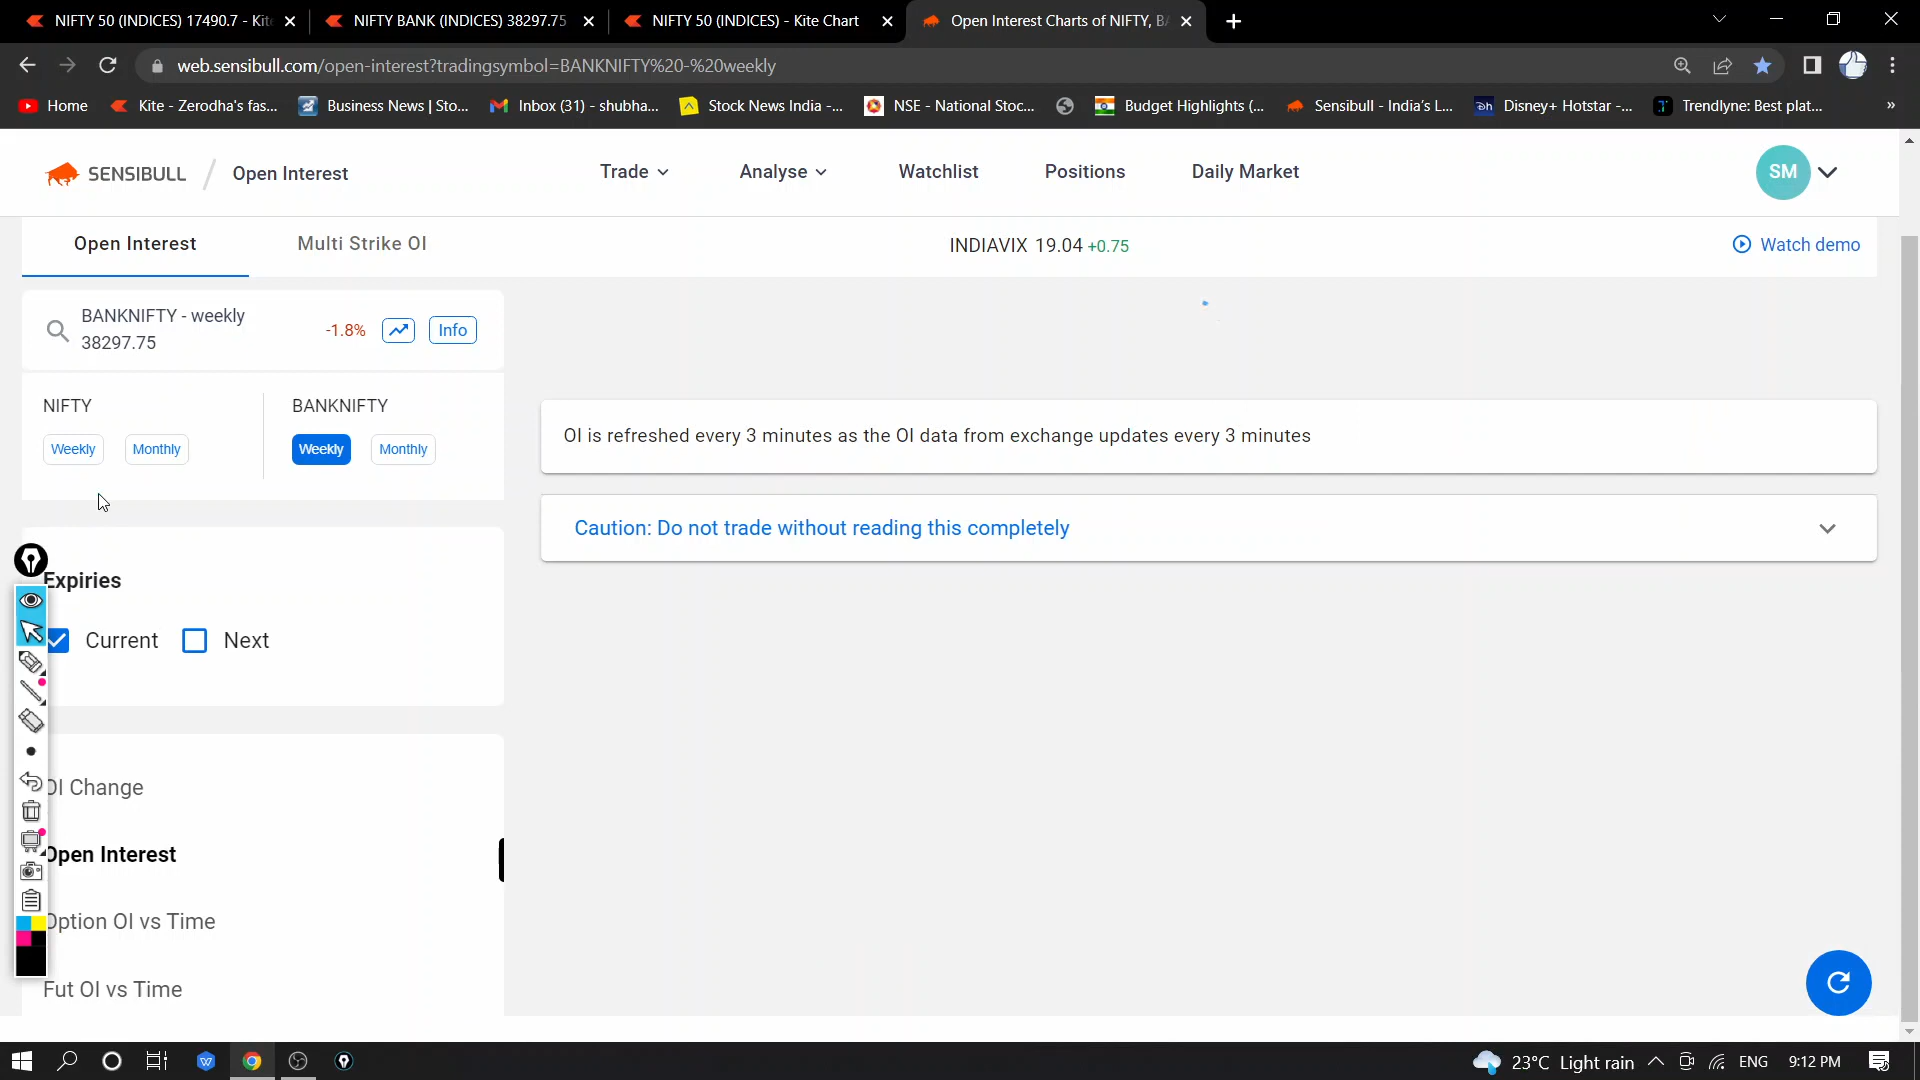 NIFTY 50 (INDICES) 17490.7 - Kit
NIFTY BANK (INDICES) 38297.75
NIFTY 50 (INDICES) - Kite Chart
Open Interest Charts of NIFTY, BA
web.sensibull.com/open-interest?tradingsymbol=BANKNIFTY%20-%20weekly
Home
Kite - Zerodha's fas...
Business News | Sto...
Inbox (31) - shubha...
Stock News India -...
NSE - National Stoc...
Budget Highlights (...
Sensibull - India's L...
Disney+ Hotstar -...
Trendlyne: Best plat...
»
SENSIBULL / Open Interest
Trade
Analyse
Watchlist
Positions
Daily Market
SM
Open Interest
Multi Strike OI
INDIAVIX 19.04 +0.75
Watch demo
BANKNIFTY - weekly
38297.75
-1.8%
Info
NIFTY
Weekly
Monthly
BANKNIFTY
Weekly
Monthly
OI is refreshed every 3 minutes as the OI data from exchange updates every 3 minutes
Caution: Do not trade without reading this completely
Expiries
Current
Next
OI Change
Open Interest
Option OI vs Time
Fut OI vs Time
23°C Light rain
ENG
9:12 PM